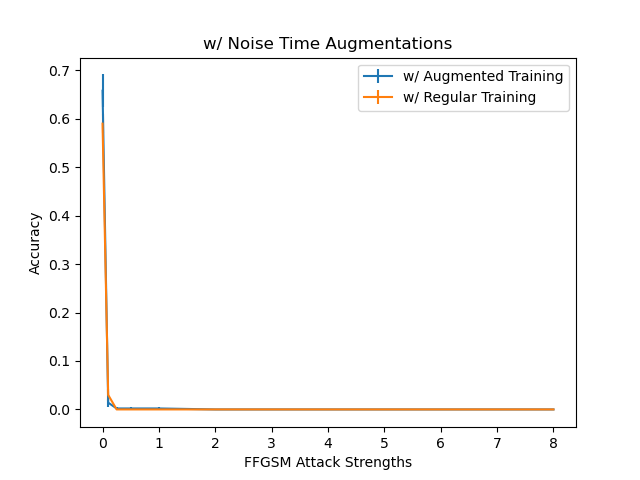 w/ Noise Time Augmentations
w/ Augmented Training
w/ Regular Training
Accuracy
0.7
0.6
0.5
0.4
0.3
0.2
0.1
0.0
0 1 2 3 4 5 6 7 8
FFGSM Attack Strengths